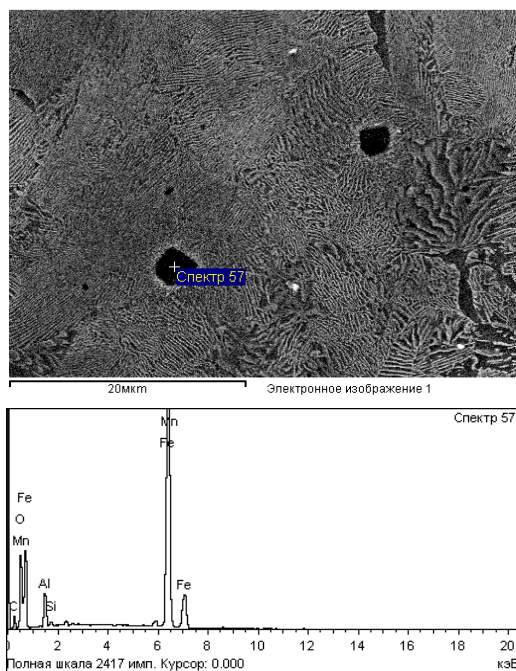 Спектр 57
20мкm
Электронное изображение 1
Спектр 57
Mn
Fe
Fe
O
Mn
Al
Fe
C
Si
0 2 4 6 8 10 12 14 16 18 20
Полная шкала 2417 имп. Курсор: 0.000
кэВ